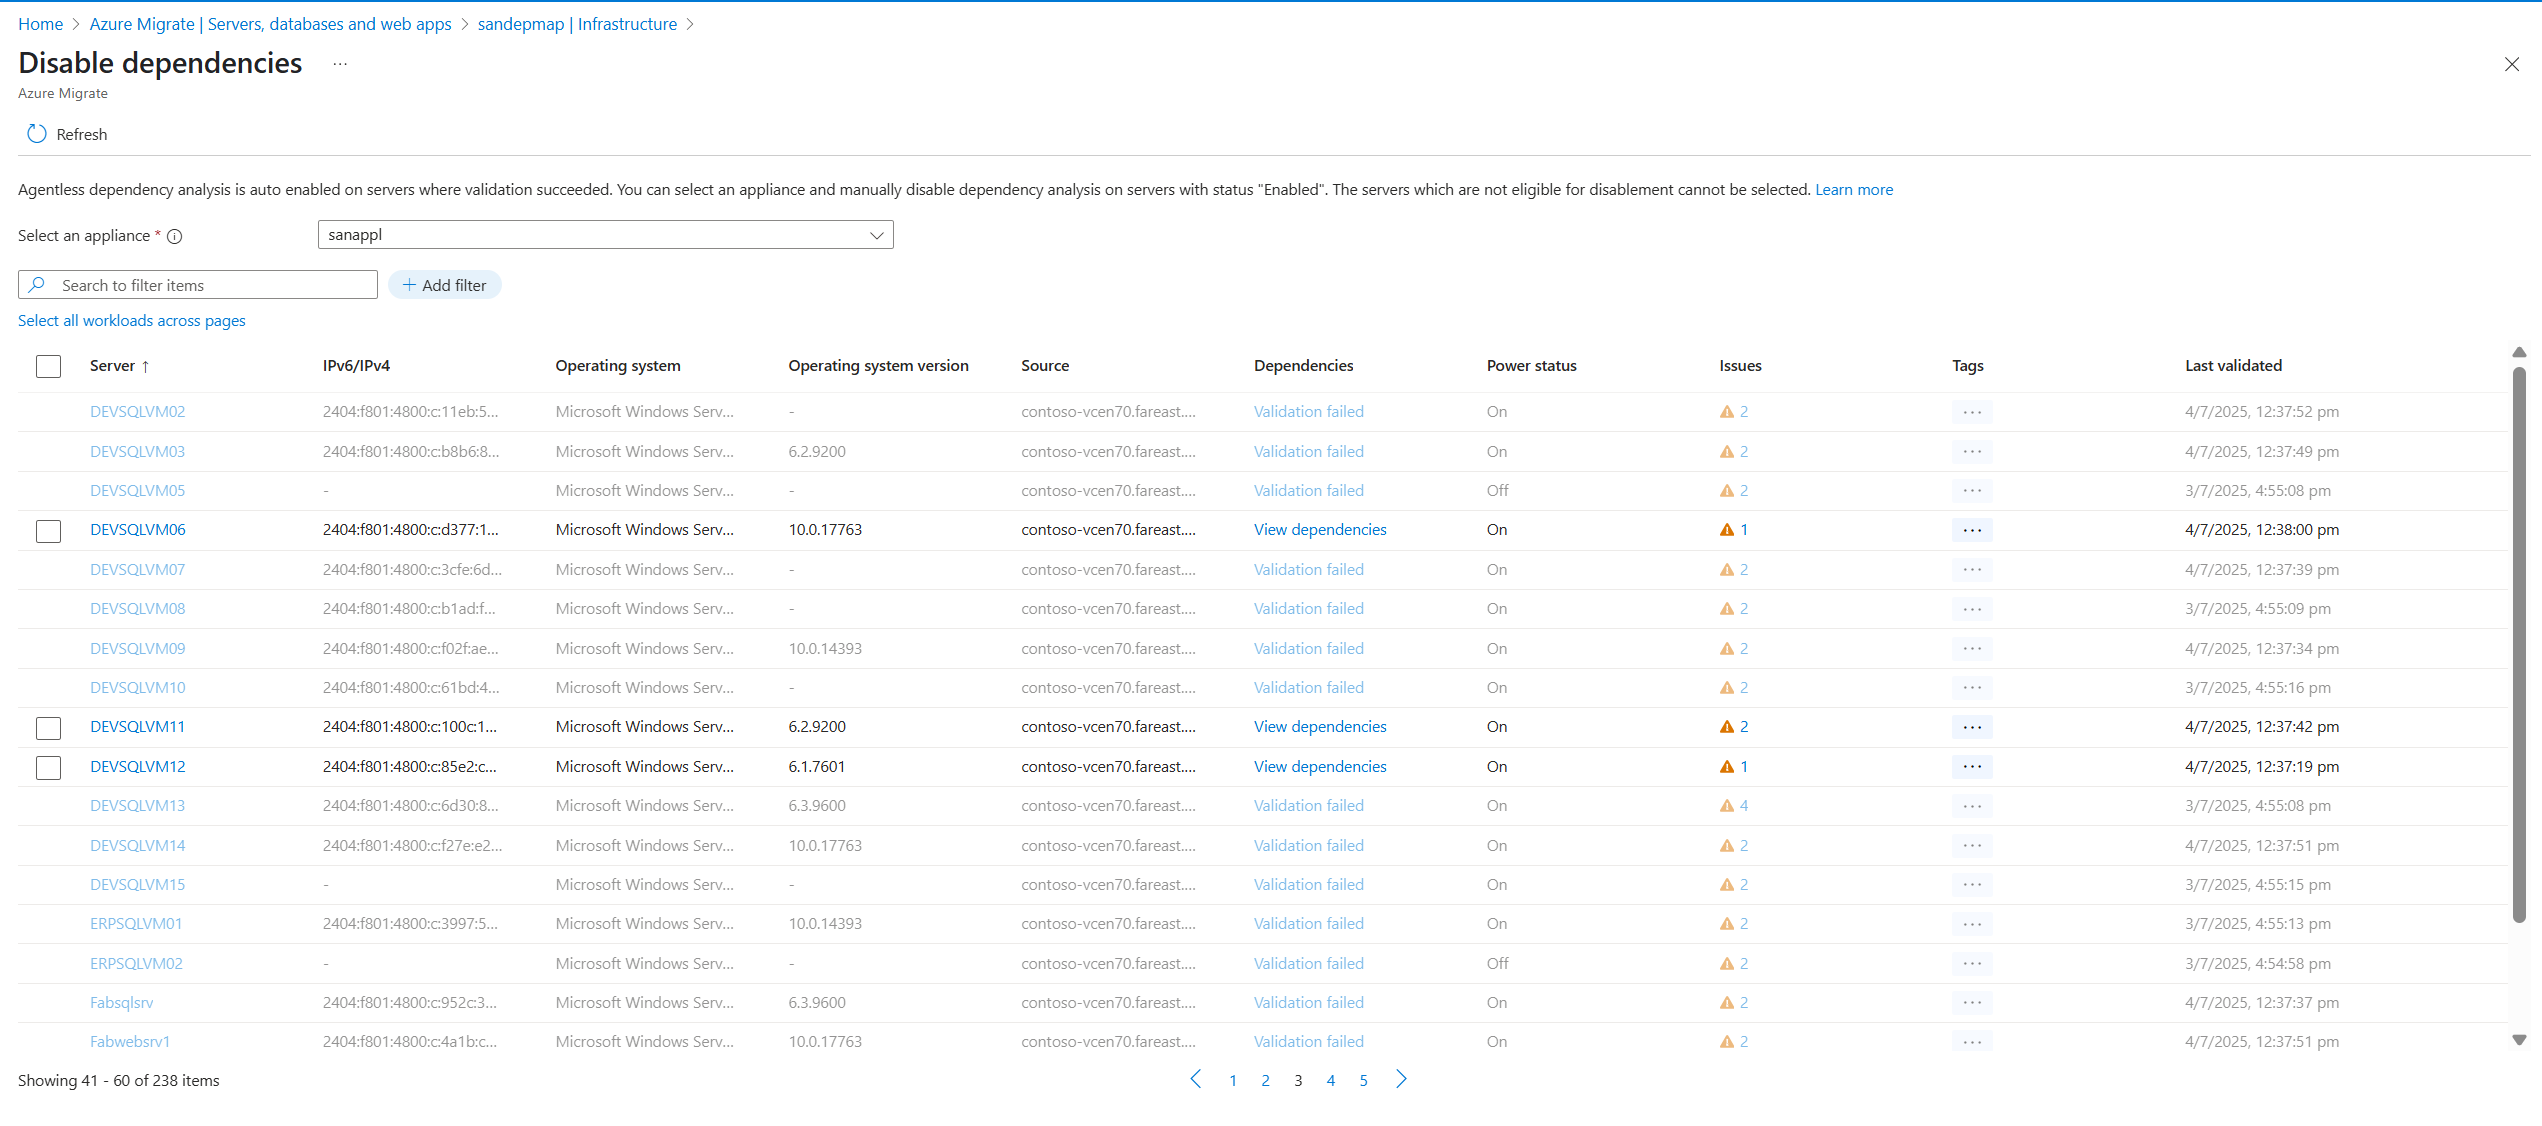 Home > Azure Migrate | Servers, databases and web apps > sandepmap | Infrastructure >
Disable dependencies ...
Azure Migrate
Refresh
Agentless dependency analysis is auto enabled on servers where validation succeeded. You can select an appliance and manually disable dependency analysis on servers with status "Enabled". The servers which are not eligible for disablement cannot be selected. Learn more
Select an appliance * sanappl
Search to filter items + Add filter
Select all workloads across pages
Server ↑ IPv6/IPv4 Operating system Operating system version Source Dependencies Power status Issues Tags Last validated
DEVSQLVM02 2404:f801:4800:c:11eb:5... Microsoft Windows Serv... - contoso-vcen70.fareast.... Validation failed On 2 ... 4/7/2025, 12:37:52 pm
DEVSQLVM03 2404:f801:4800:c:b8b6:8... Microsoft Windows Serv... 6.2.9200 contoso-vcen70.fareast.... Validation failed On 2 ... 4/7/2025, 12:37:49 pm
DEVSQLVM05 - Microsoft Windows Serv... - contoso-vcen70.fareast.... Validation failed Off 2 ... 3/7/2025, 4:55:08 pm
DEVSQLVM06 2404:f801:4800:c:d377:1... Microsoft Windows Serv... 10.0.17763 contoso-vcen70.fareast.... View dependencies On 1 ... 4/7/2025, 12:38:00 pm
DEVSQLVM07 2404:f801:4800:c:3cfe:6d... Microsoft Windows Serv... - contoso-vcen70.fareast.... Validation failed On 2 ... 4/7/2025, 12:37:39 pm
DEVSQLVM08 2404:f801:4800:c:b1ad:f... Microsoft Windows Serv... - contoso-vcen70.fareast.... Validation failed On 2 ... 3/7/2025, 4:55:09 pm
DEVSQLVM09 2404:f801:4800:c:f02f:ae... Microsoft Windows Serv... 10.0.14393 contoso-vcen70.fareast.... Validation failed On 2 ... 4/7/2025, 12:37:34 pm
DEVSQLVM10 2404:f801:4800:c:61bd:4... Microsoft Windows Serv... - contoso-vcen70.fareast.... Validation failed On 2 ... 3/7/2025, 4:55:16 pm
DEVSQLVM11 2404:f801:4800:c:100c:1... Microsoft Windows Serv... 6.2.9200 contoso-vcen70.fareast.... View dependencies On 2 ... 4/7/2025, 12:37:42 pm
DEVSQLVM12 2404:f801:4800:c:85e2:c... Microsoft Windows Serv... 6.1.7601 contoso-vcen70.fareast.... View dependencies On 1 ... 4/7/2025, 12:37:19 pm
DEVSQLVM13 2404:f801:4800:c:6d30:8... Microsoft Windows Serv... 6.3.9600 contoso-vcen70.fareast.... Validation failed On 4 ... 3/7/2025, 4:55:08 pm
DEVSQLVM14 2404:f801:4800:c:f27e:e2... Microsoft Windows Serv... 10.0.17763 contoso-vcen70.fareast.... Validation failed On 2 ... 4/7/2025, 12:37:51 pm
DEVSQLVM15 - Microsoft Windows Serv... - contoso-vcen70.fareast.... Validation failed On 2 ... 3/7/2025, 4:55:15 pm
ERPSQLVM01 2404:f801:4800:c:3997:5... Microsoft Windows Serv... 10.0.14393 contoso-vcen70.fareast.... Validation failed On 2 ... 3/7/2025, 4:55:13 pm
ERPSQLVM02 - Microsoft Windows Serv... - contoso-vcen70.fareast.... Validation failed Off 2 ... 3/7/2025, 4:54:58 pm
Fabsqlsrv 2404:f801:4800:c:952c:3... Microsoft Windows Serv... 6.3.9600 contoso-vcen70.fareast.... Validation failed On 2 ... 4/7/2025, 12:37:37 pm
Fabwebsrv1 2404:f801:4800:c:4a1b:c... Microsoft Windows Serv... 10.0.17763 contoso-vcen70.fareast.... Validation failed On 2 ... 4/7/2025, 12:37:51 pm
Showing 41 - 60 of 238 items < 1 2 3 4 5 >